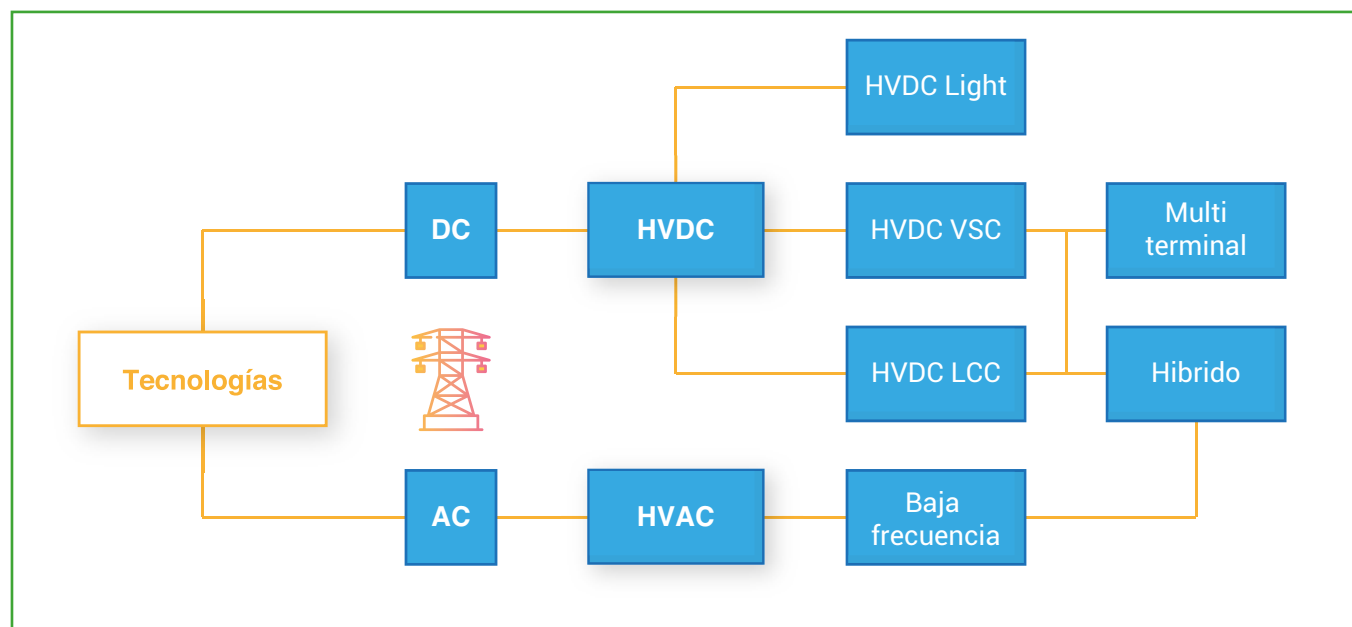 HVDC Light
DC
HVDC
HVDC VSC
Multi
terminal
Tecnologías
HVDC LCC
Hibrido
AC
HVAC
Baja
frecuencia